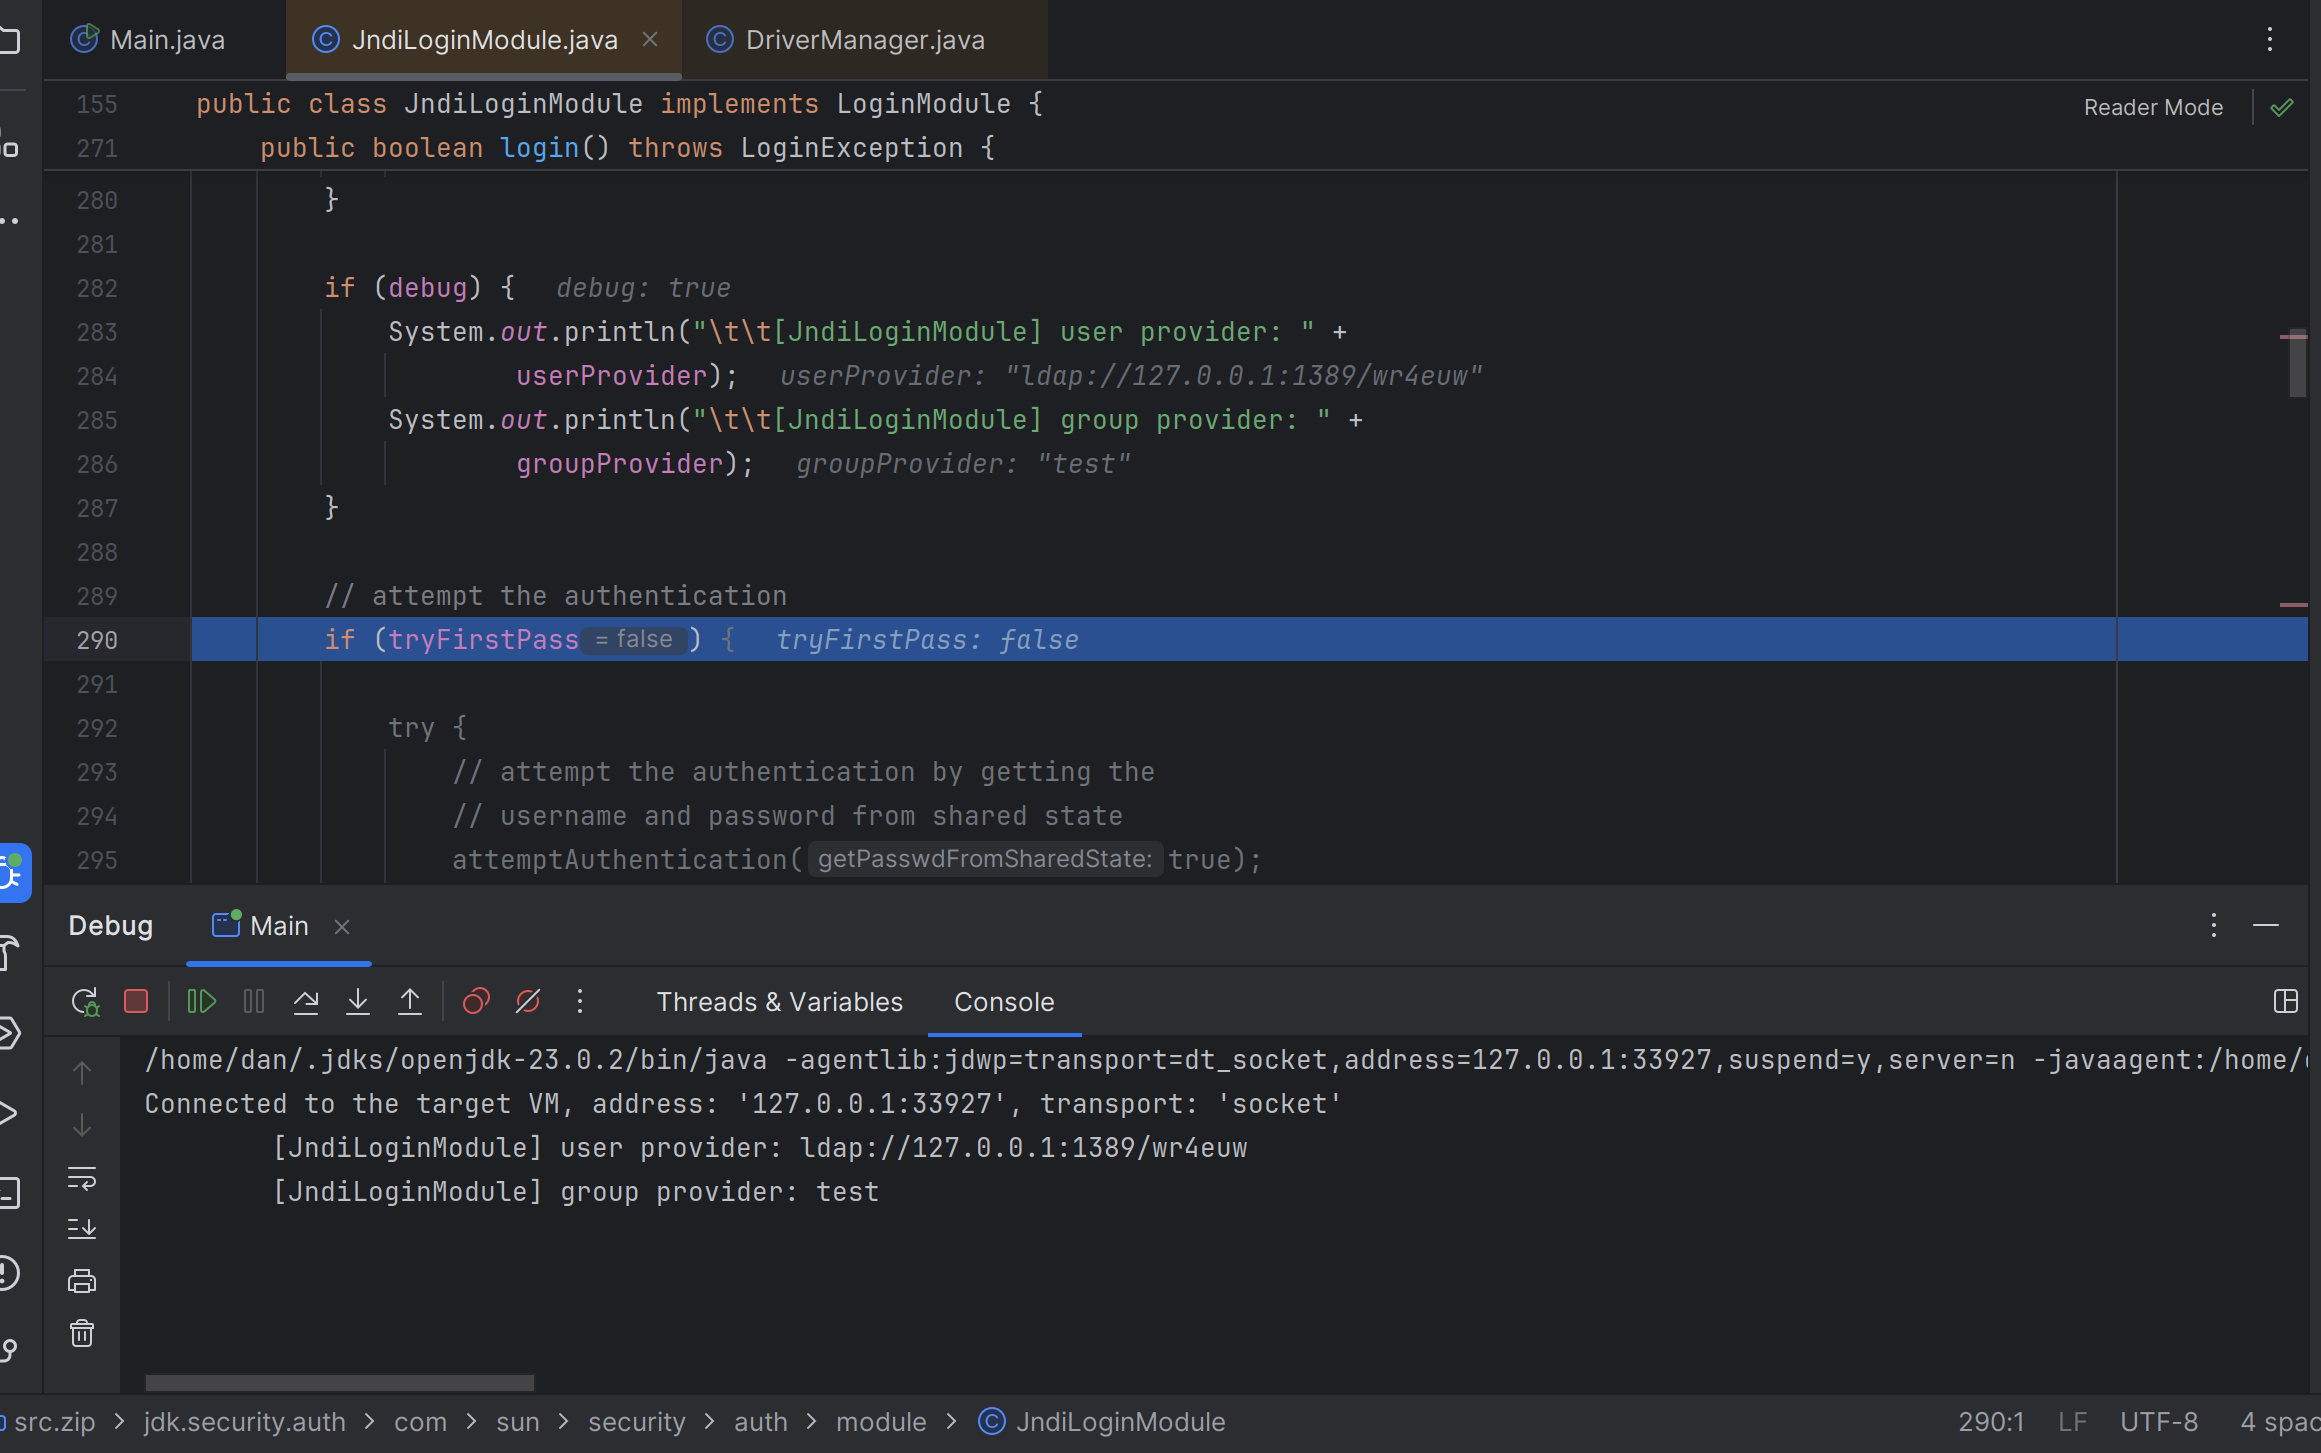 Main.java JndiLoginModule.java DriverManager.java
155 public class JndiLoginModule implements LoginModule {
Reader Mode
271 public boolean login() throws LoginException {
280 }
281
282 if (debug) { debug: true
283 System.out.println("\t\t[JndiLoginModule] user provider: " +
284 userProvider); userProvider: "ldap://127.0.0.1:1389/wr4euw"
285 System.out.println("\t\t[JndiLoginModule] group provider: " +
286 groupProvider); groupProvider: "test"
287 }
288
289 // attempt the authentication
290 if (tryFirstPass = false ) { tryFirstPass: false
291
292 try {
293 // attempt the authentication by getting the
294 // username and password from shared state
295 attemptAuthentication( getPasswdFromSharedState: true);
Debug Main
Threads & Variables Console
/home/dan/.jdks/openjdk-23.0.2/bin/java -agentlib:jdwp=transport=dt_socket,address=127.0.0.1:33927,suspend=y,server=n -javaagent:/home/
Connected to the target VM, address: '127.0.0.1:33927', transport: 'socket'
[JndiLoginModule] user provider: ldap://127.0.0.1:1389/wr4euw
[JndiLoginModule] group provider: test
src.zip > jdk.security.auth > com > sun > security > auth > module > JndiLoginModule 290:1 LF UTF-8 4 spac